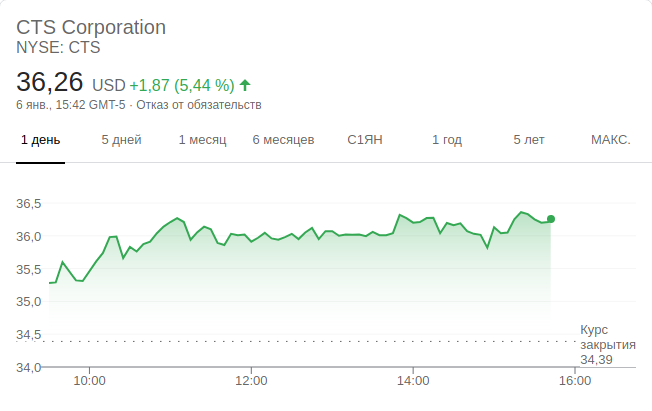 CTS Corporation
NYSE: CTS
36,26 USD +1,87 (5,44 %)
6 янв., 15:42 GMT-5 · Отказ от обязательств
1 день 5 дней 1 месяц 6 месяцев С1ЯН 1 год 5 лет МАКС.
36,5
36,0
35,5
35,0
34,5
Курс
закрытия
34,39
34,0
10:00 12:00 14:00 16:00